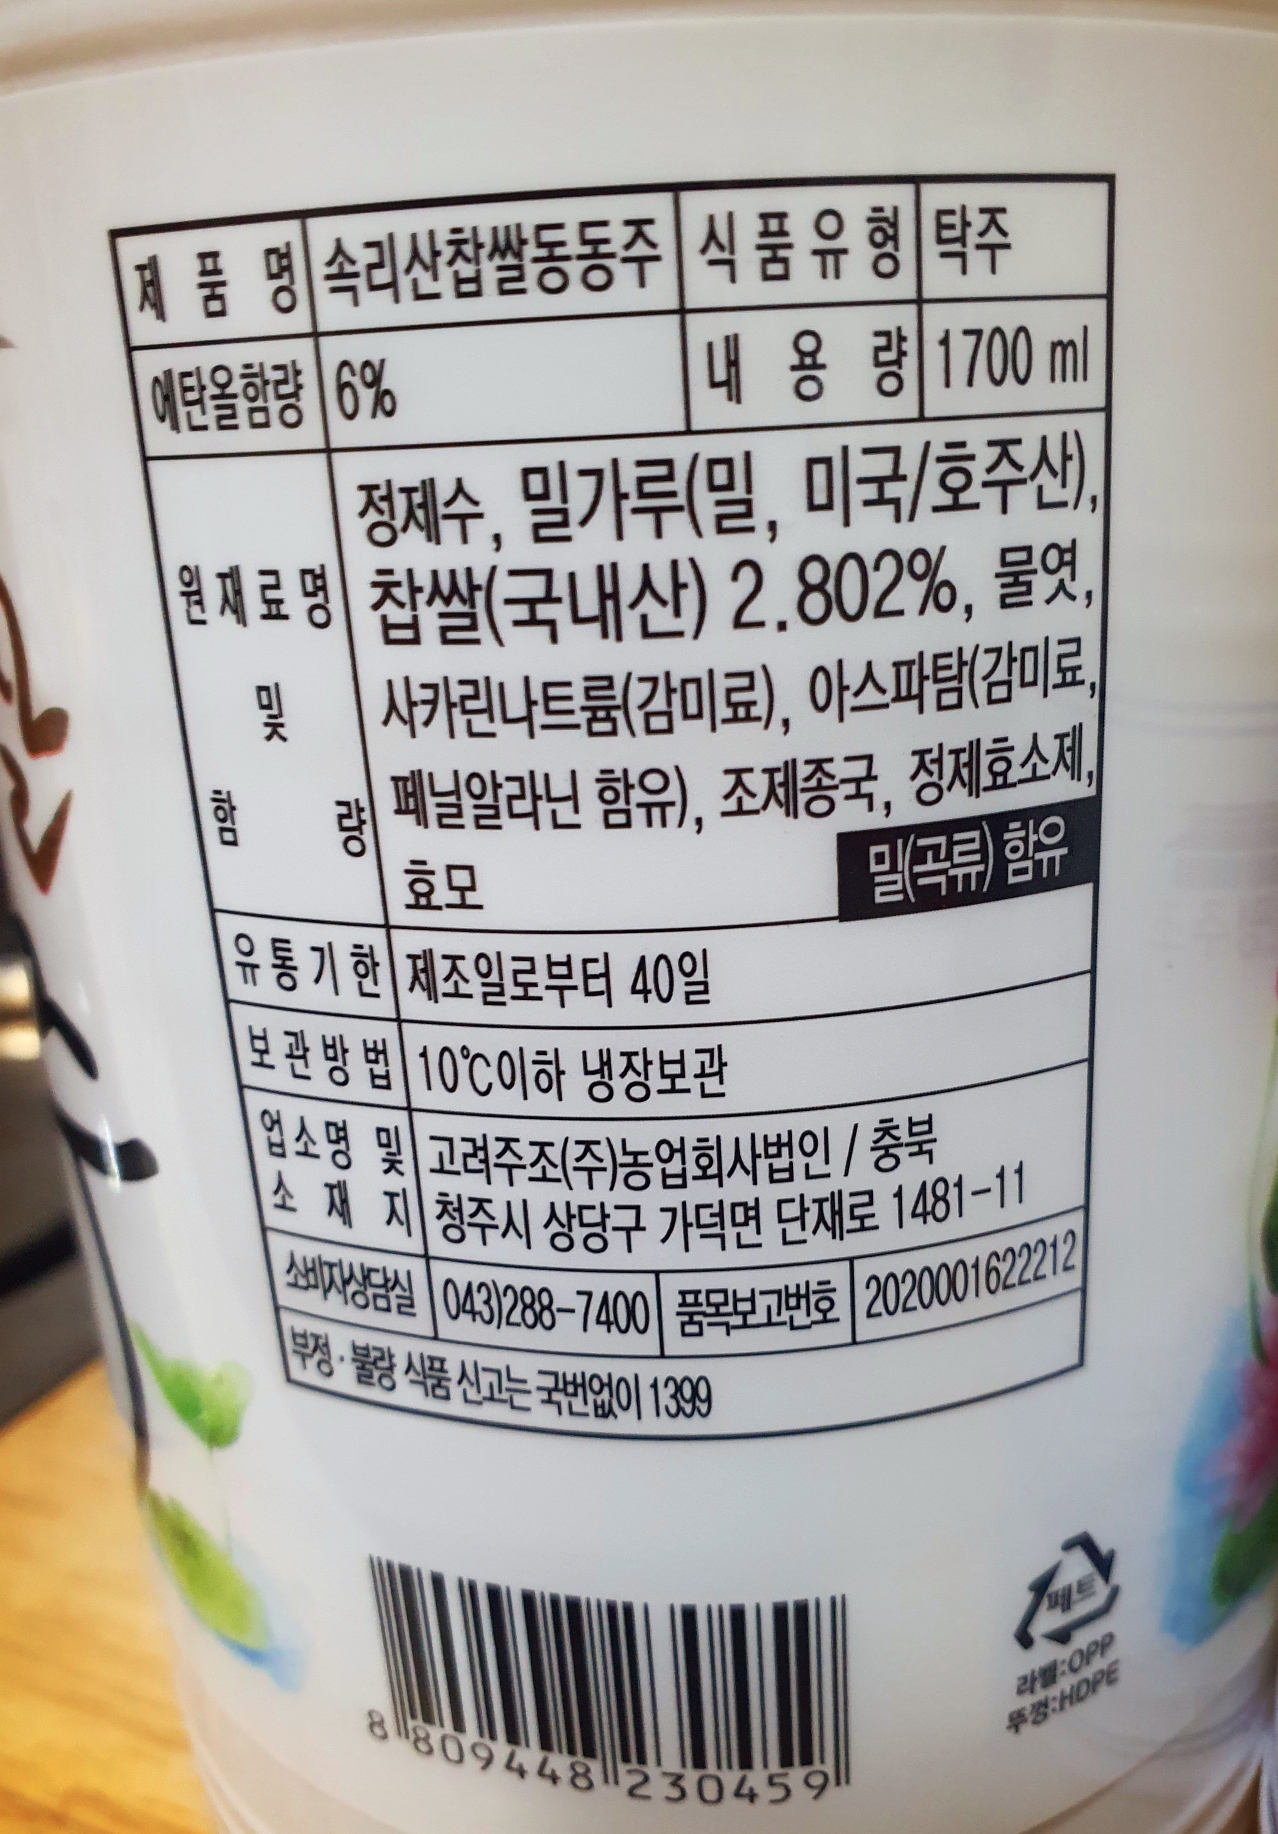 제 품 명 속리산찹쌀동동주 식품유형 탁주
에탄올함량 6% 내 용 량 1700 ml
원재료명 및 함 량
정제수, 밀가루(밀, 미국/호주산),
찹쌀(국내산) 2.802%, 물엿,
사카린나트륨(감미료), 아스파탐(감미료,
페닐알라닌 함유), 조제종국, 정제효소제,
효모
밀(곡류) 함유
유통기한 제조일로부터 40일
보관방법 10℃이하 냉장보관
업소명 및 소 재 지
고려주조(주)농업회사법인 / 충북
청주시 상당구 가덕면 단재로 1481-11
소비자상담실 043)288-7400 품목보고번호 2020001622212
부정·불량 식품 신고는 국번없이 1399
페트
라벨:OPP
뚜껑:HDPE
8 809448 230459